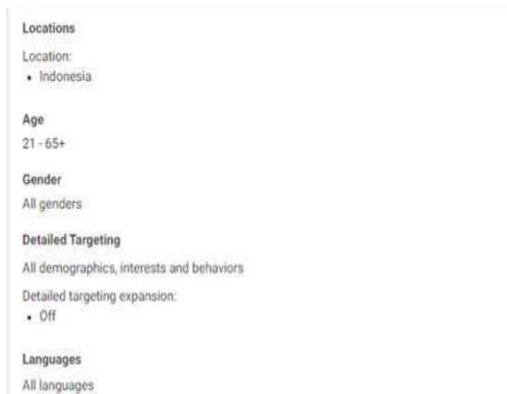 Locations
Location:
• Indonesia
Age
21 - 65+
Gender
All genders
Detailed Targeting
All demographics, interests and behaviors
Detailed targeting expansion:
• Off
Languages
All languages